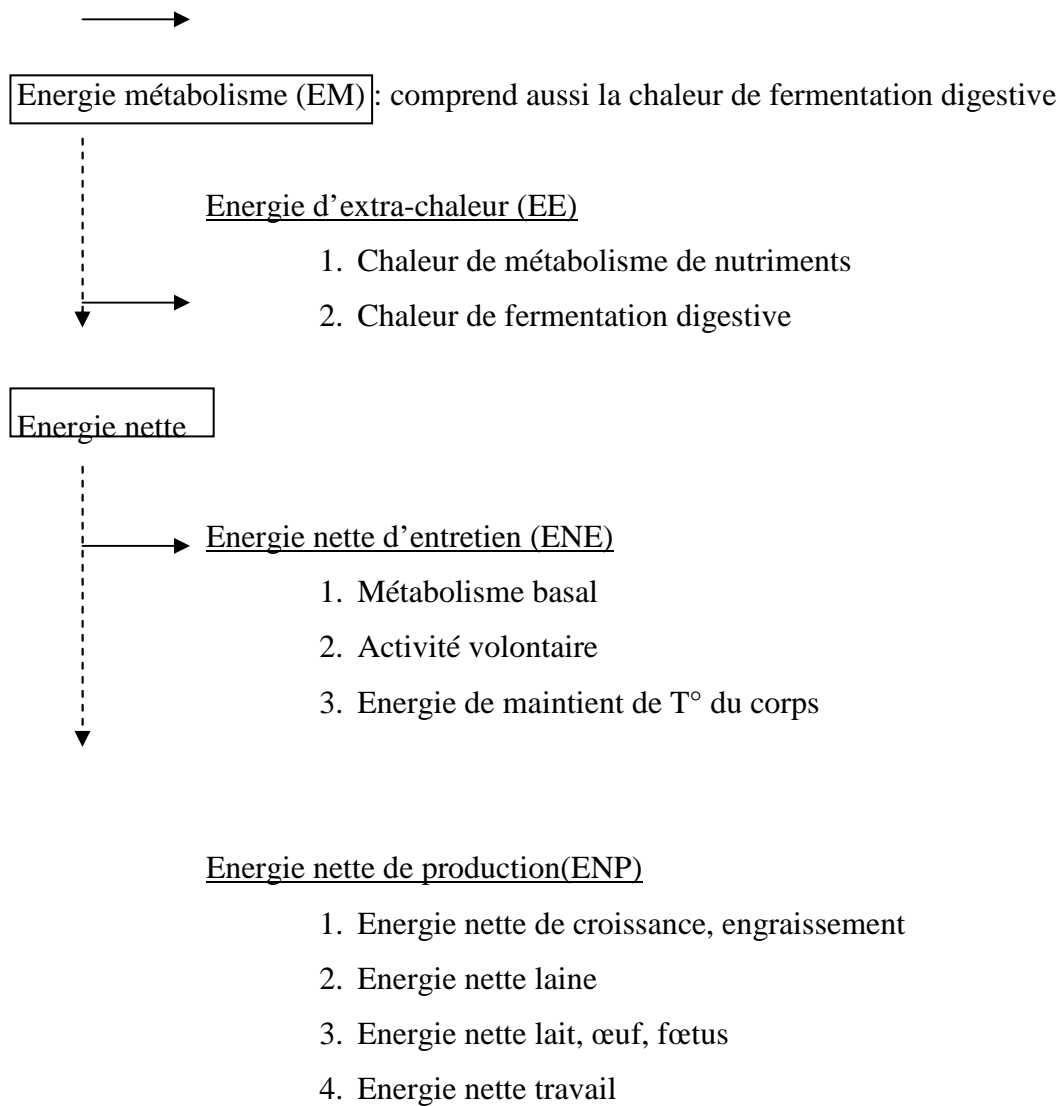 Energie métabolisme (EM) : comprend aussi la chaleur de fermentation digestive
Energie d'extra-chaleur (EE)
1. Chaleur de métabolisme de nutriments
2. Chaleur de fermentation digestive
Energie nette
Energie nette d'entretien (ENE)
1. Métabolisme basal
2. Activité volontaire
3. Energie de maintient de T° du corps
Energie nette de production(ENP)
1. Energie nette de croissance, engraissement
2. Energie nette laine
3. Energie nette lait, œuf, fœtus
4. Energie nette travail